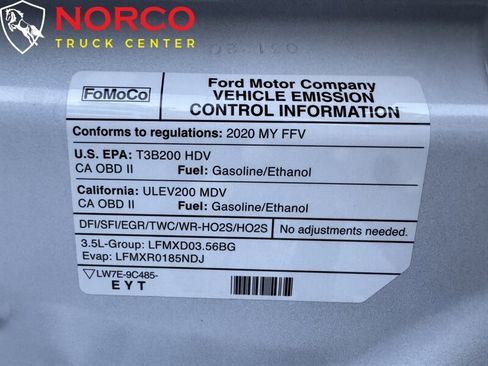 NORCO
TRUCK CENTER
FoMoCo
Ford Motor Company
VEHICLE EMISSION
CONTROL INFORMATION
Conforms to regulations: 2020 MY FFV
U.S. EPA: T3B200 HDV
CA OBD II Fuel: Gasoline/Ethanol
California: ULEV200 MDV
CA OBD II Fuel: Gasoline/Ethanol
DFI/SFI/EGR/TWC/WR-HO2S/HO2S No adjustments needed.
3.5L-Group: LFMXD03.56BG
Evap: LFMXR0185NDJ
LW7E-9C485-
EYT